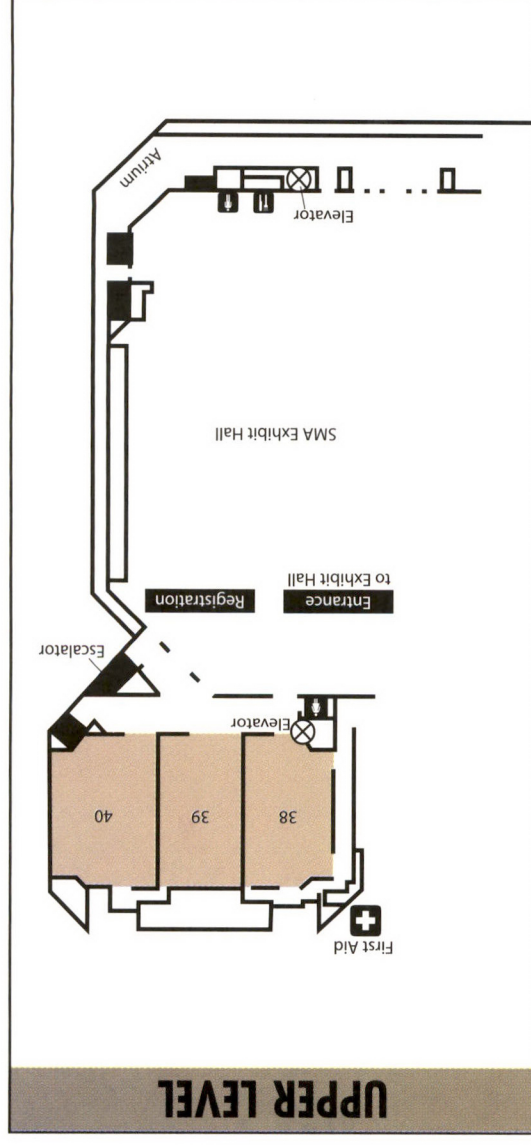 UPPER LEVEL
First Aid
38
39
40
Elevator
Escalator
Entrance
to Exhibit Hall
Registration
SMA Exhibit Hall
Elevator
Atrium